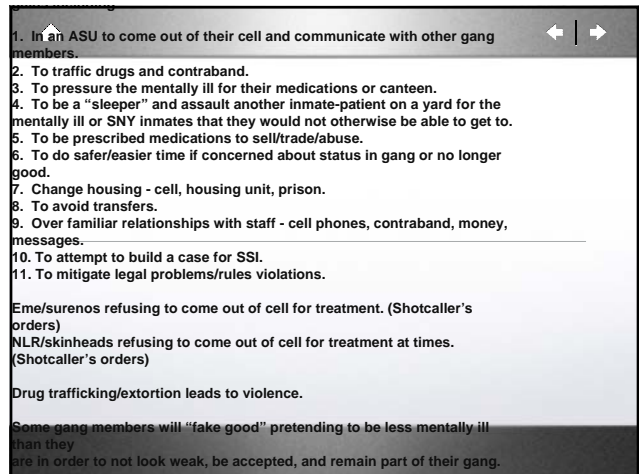 1. In an ASU to come out of their cell and communicate with other gang
members.
2. To traffic drugs and contraband.
3. To pressure the mentally ill for their medications or canteen.
4. To be a “sleeper” and assault another inmate-patient on a yard for the
mentally ill or SNY inmates that they would not otherwise be able to get to.
5. To be prescribed medications to sell/trade/abuse.
6. To do safer/easier time if concerned about status in gang or no longer
good.
7. Change housing - cell, housing unit, prison.
8. To avoid transfers.
9. Over familiar relationships with staff - cell phones, contraband, money,
messages.
10. To attempt to build a case for SSI.
11. To mitigate legal problems/rules violations.
Eme/surenos refusing to come out of cell for treatment. (Shotcaller’s
orders)
NLR/skinheads refusing to come out of cell for treatment at times.
(Shotcaller’s orders)
Drug trafficking/extortion leads to violence.
Some gang members will “fake good” pretending to be less mentally ill
than they
are in order to not look weak, be accepted, and remain part of their gang.